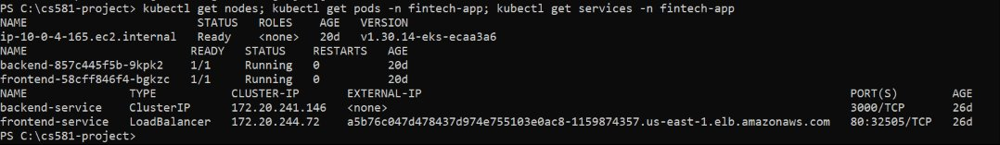 PS C:\cs581-project> kubectl get nodes; kubectl get pods -n fintech-app; kubectl get services -n fintech-app
NAME STATUS ROLES AGE VERSION
ip-10-0-4-165.ec2.internal Ready <none> 20d v1.30.14-eks-ecaa3a6
NAME READY STATUS RESTARTS AGE
backend-857c445f5b-9kpk2 1/1 Running 0 20d
frontend-58cff846f4-bgkzc 1/1 Running 0 20d
NAME TYPE CLUSTER-IP EXTERNAL-IP PORT(S) AGE
backend-service ClusterIP 172.20.241.146 <none> 3000/TCP 26d
frontend-service LoadBalancer 172.20.244.72 a5b76c047d478437d974e755103e0ac8-1159874357.us-east-1.elb.amazonaws.com 80:32505/TCP 26d
PS C:\cs581-project>